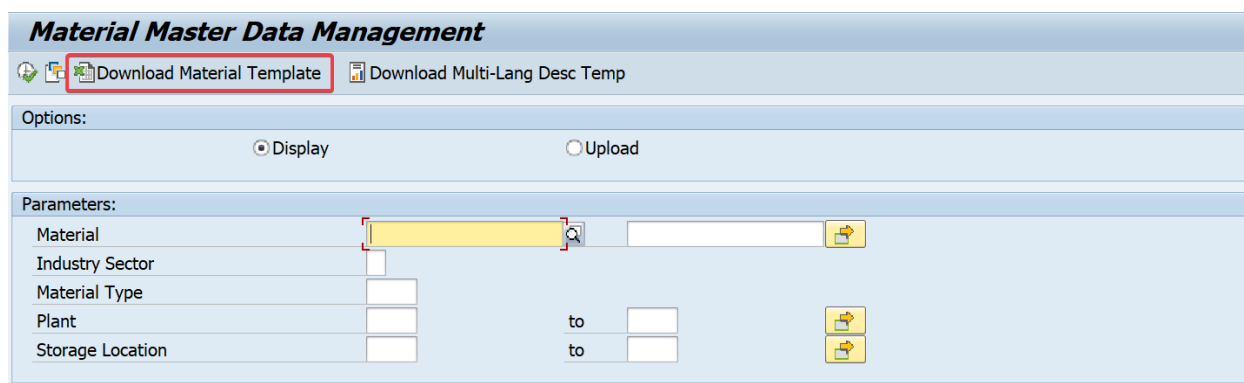 Material Master Data Management
Download Material Template Download Multi-Lang Desc Temp
Options:
Display Upload
Parameters:
Material
Industry Sector
Material Type
Plant to
Storage Location to